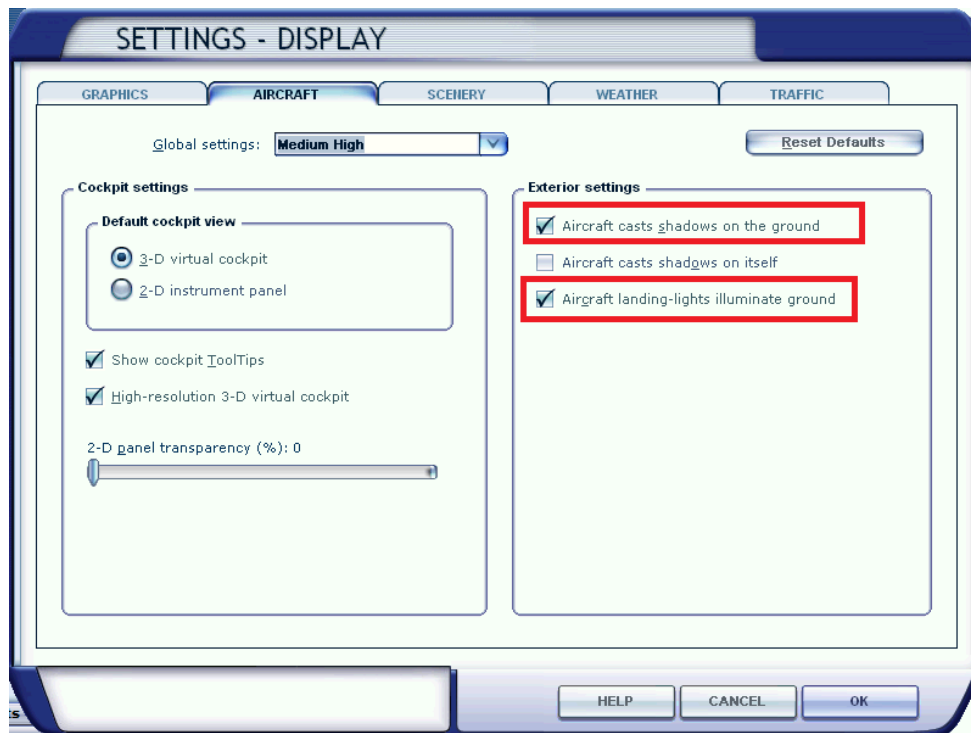 SETTINGS - DISPLAY
GRAPHICS
AIRCRAFT
SCENERY
WEATHER
TRAFFIC
Global settings:
Medium High
Reset Defaults
Cockpit settings
Default cockpit view
3-D virtual cockpit
2-D instrument panel
Show cockpit ToolTips
High-resolution 3-D virtual cockpit
2-D panel transparency (%): 0
Exterior settings
Aircraft casts shadows on the ground
Aircraft casts shadows on itself
Aircraft landing-lights illuminate ground
HELP
CANCEL
OK